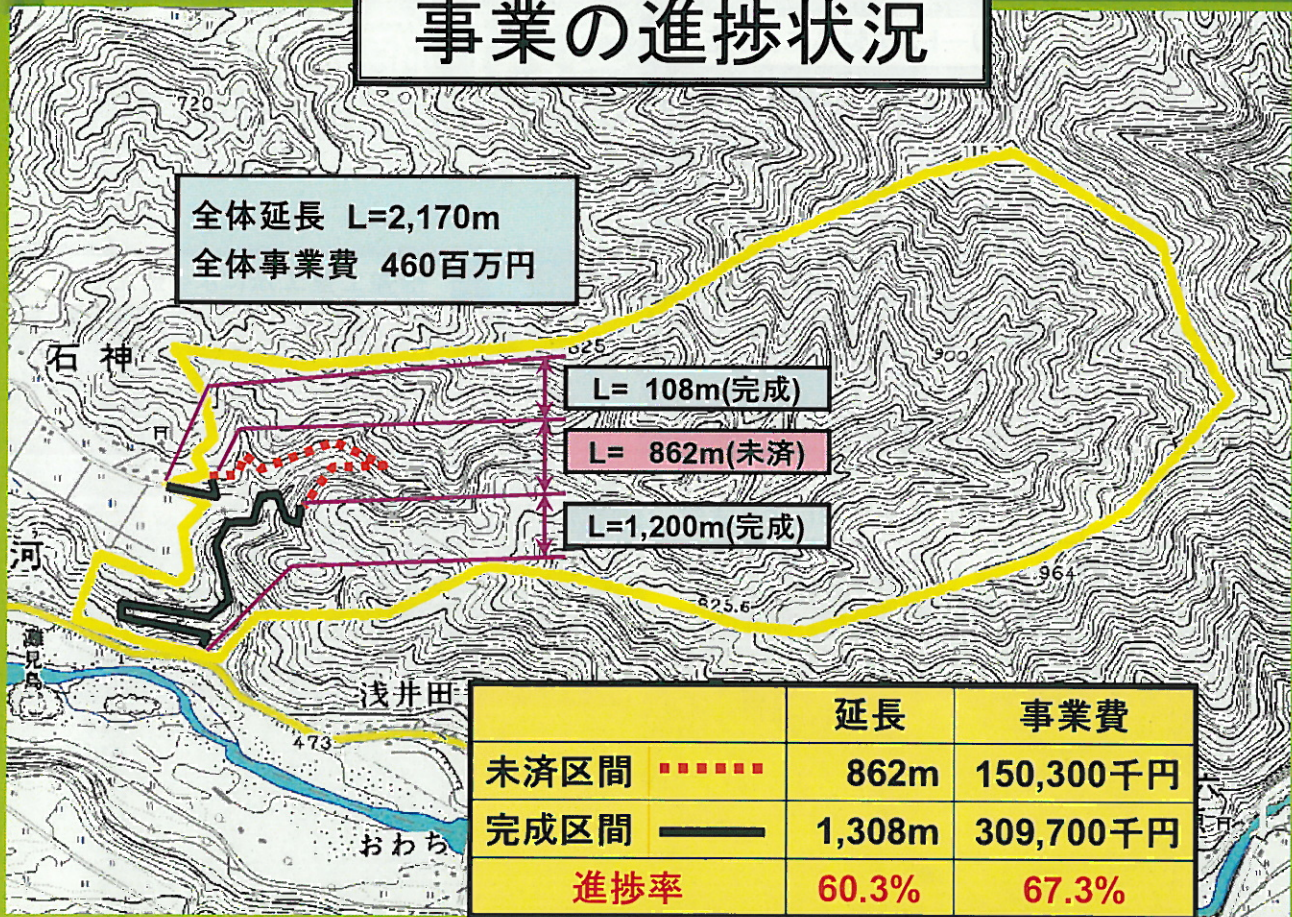 事業の進捗状況
720
115
全体延長 L=2,170m
全体事業費 460百万円
石神
825
900
L= 108m(完成)
L= 862m(未済)
L=1,200m(完成)
河
964
825.6
浅井田
473
おわち
延長 事業費
未済区間 862m 150,300千円
完成区間 1,308m 309,700千円
進捗率 60.3% 67.3%
六